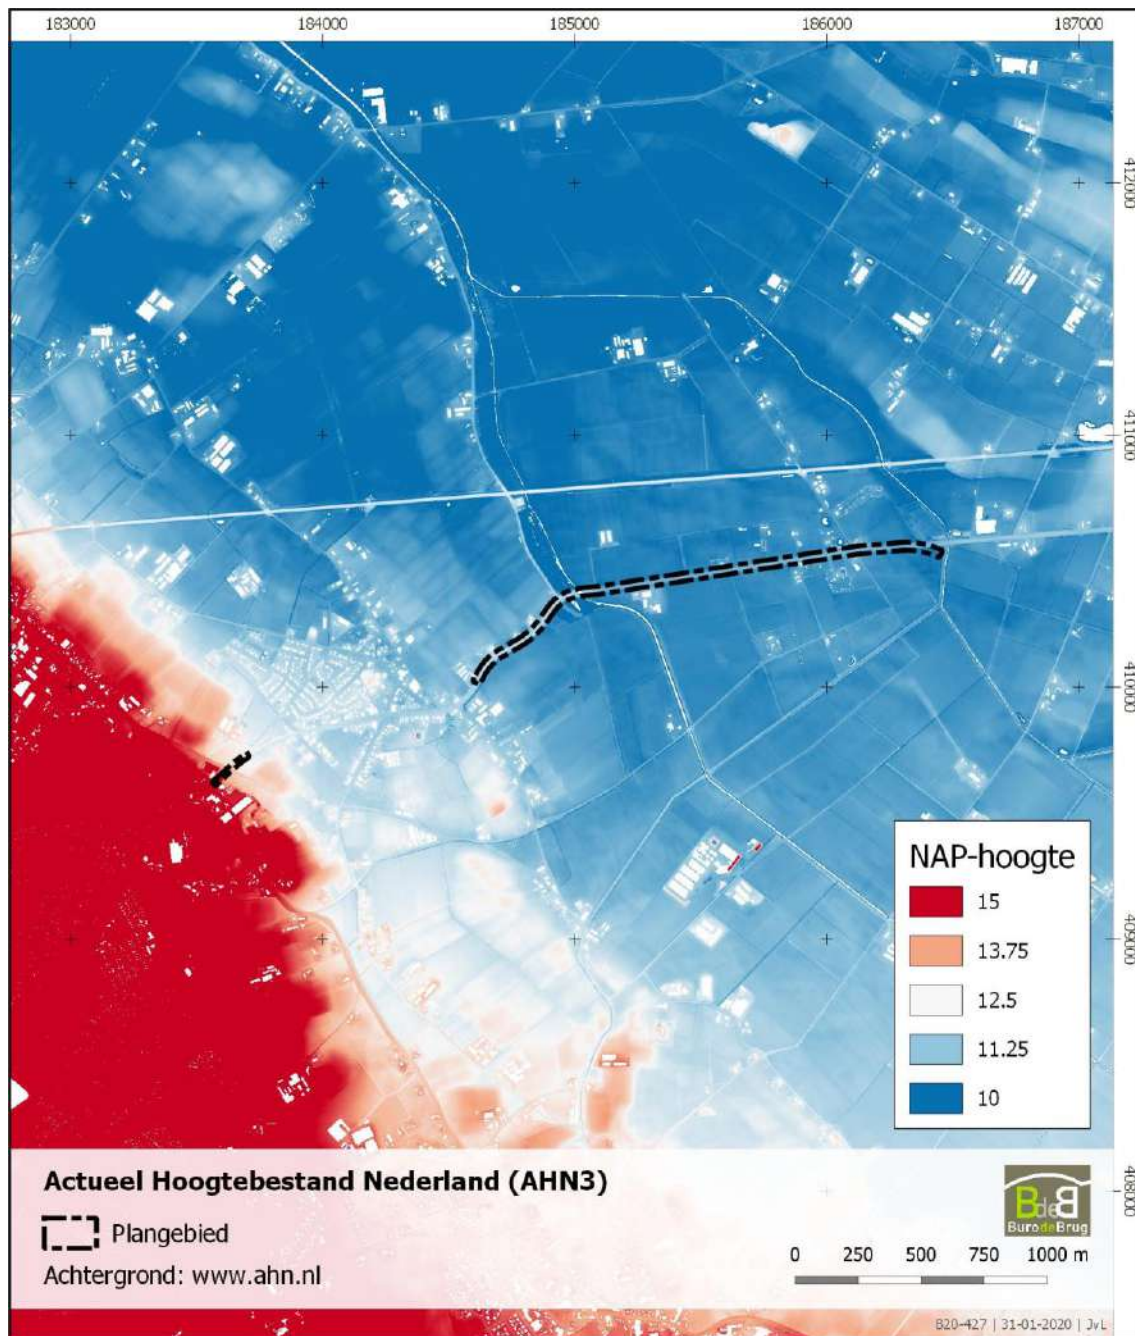 183000 184000 185000 186000 187000
412000
411000
410000
409000
408000
NAP-hoogte
15
13.75
12.5
11.25
10
Actueel Hoogtebestand Nederland (AHN3)
Plangebied
Achtergrond: www.ahn.nl
BdeB
BurodeBrug
0 250 500 750 1000 m
B20-427 | 31-01-2020 | JvL